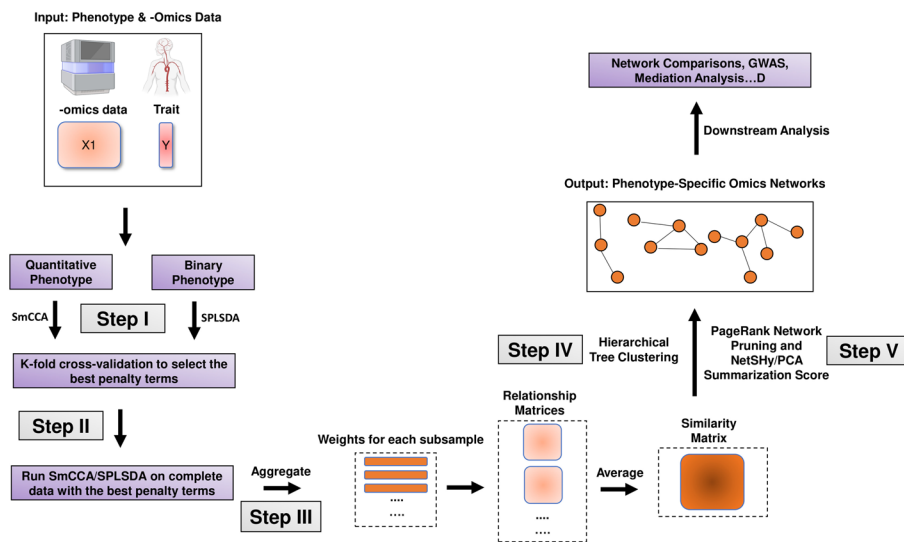 Input: Phenotype & -Omics Data
-omics data
Trait
X1
Y
Quantitative
Phenotype
Binary
Phenotype
SmCCA
Step I
SPLSDA
K-fold cross-validation to select the
best penalty terms
Step II
Run SmCCA/SPLSDA on complete
data with the best penalty terms
Aggregate
Step III
Weights for each subsample
....
....
Relationship
Matrices
....
....
Average
Similarity
Matrix
Step IV
Hierarchical
Tree Clustering
PageRank Network
Pruning and
NetSHy/PCA
Summarization Score
Step V
Output: Phenotype-Specific Omics Networks
Downstream Analysis
Network Comparisons, GWAS,
Mediation Analysis...D